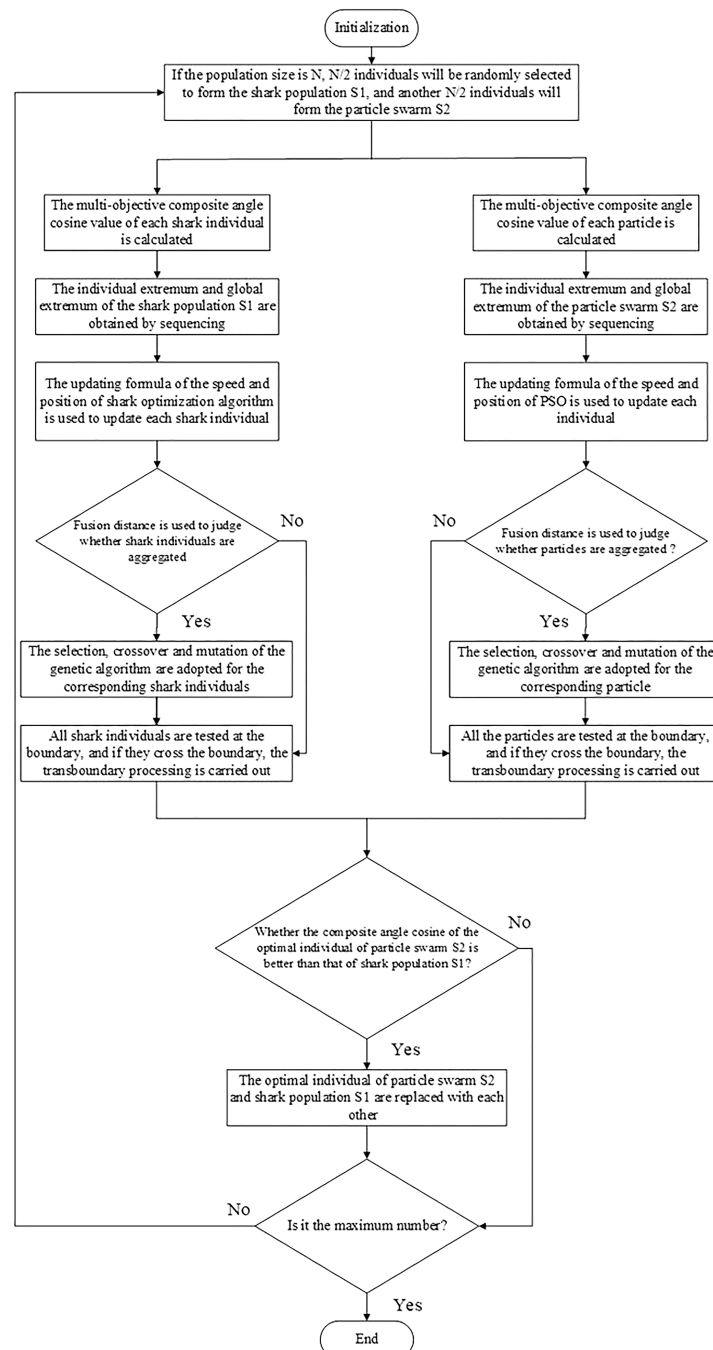 Initialization
If the population size is N, N/2 individuals will be randomly selected
to form the shark population S1, and another N/2 individuals will
form the particle swarm S2
The multi-objective composite angle
cosine value of each shark individual
is calculated
The multi-objective composite angle
cosine value of each particle is
calculated
The individual extremum and global
extremum of the shark population S1 are
obtained by sequencing
The individual extremum and global
extremum of the particle swarm S2 are
obtained by sequencing
The updating formula of the speed and
position of shark optimization algorithm
is used to update each shark individual
The updating formula of the speed and
position of PSO is used to update each
individual
Fusion distance is used to judge
whether shark individuals are
aggregated
No
Yes
No
Fusion distance is used to judge
whether particles are aggregated ?
Yes
The selection, crossover and mutation of the
genetic algorithm are adopted for the
corresponding shark individuals
The selection, crossover and mutation of the
genetic algorithm are adopted for the
corresponding particle
All shark individuals are tested at the
boundary, and if they cross the boundary, the
transboundary processing is carried out
All the particles are tested at the boundary,
and if they cross the boundary, the
transboundary processing is carried out
Whether the composite angle cosine of the
optimal individual of particle swarm S2 is
better than that of shark population S1?
No
Yes
The optimal individual of particle swarm S2
and shark population S1 are replaced with each
other
No
Is it the maximum number?
Yes
End